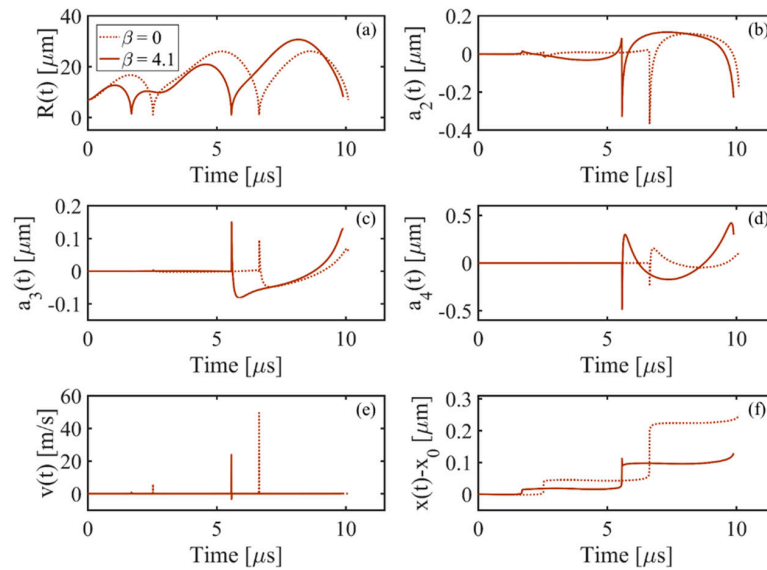 40
20
0
R(t) [μm]
β = 0
β = 4.1
(a)
0 5 10
Time [μs]
0.2
0
-0.2
-0.4
a2(t) [μm]
(b)
0 5 10
Time [μs]
0.2
0.1
0
-0.1
a3(t) [μm]
(c)
0 5 10
Time [μs]
0.5
0
-0.5
a4(t) [μm]
(d)
0 5 10
Time [μs]
60
40
20
0
v(t) [m/s]
(e)
0 5 10
Time [μs]
0.3
0.2
0.1
0
x(t)-x0 [μm]
(f)
0 5 10
Time [μs]